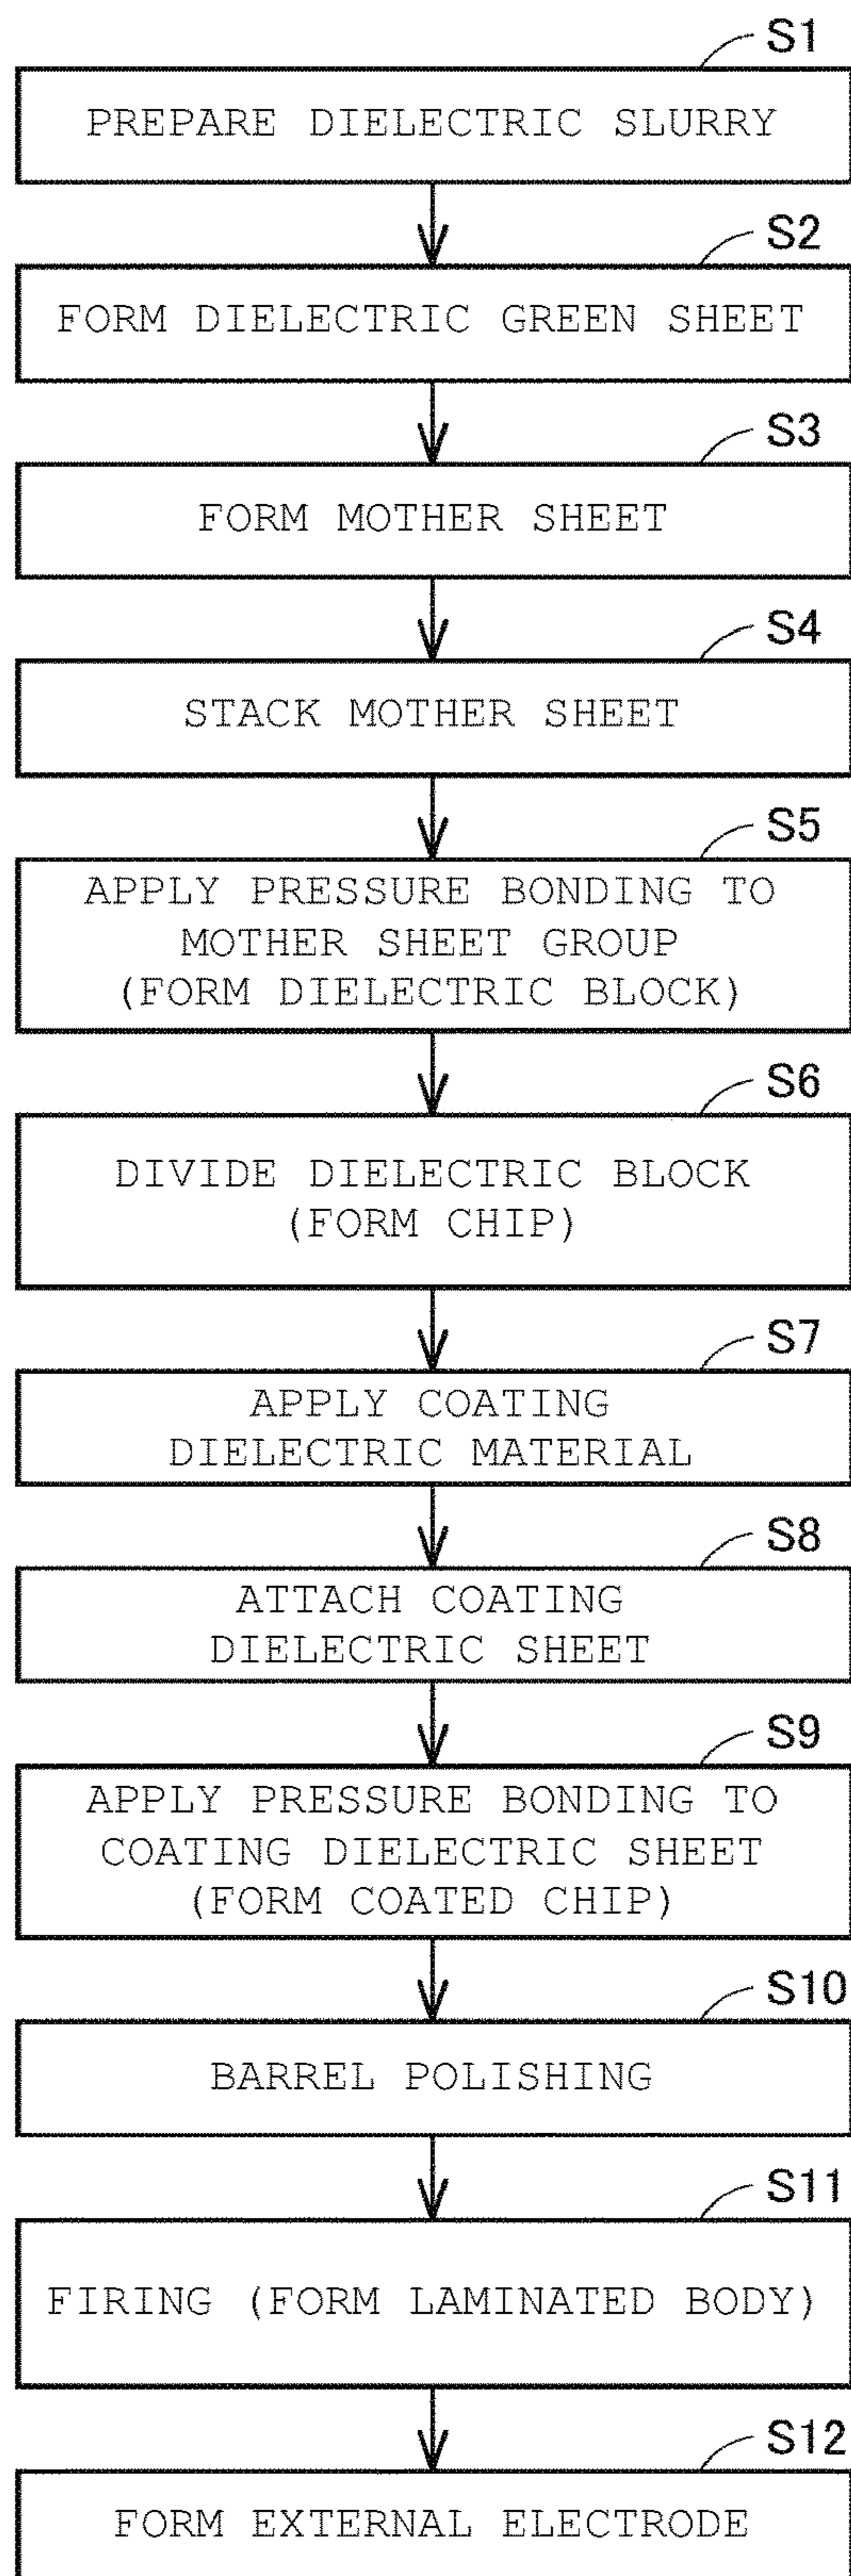 S1
PREPARE DIELECTRIC SLURRY
S2
FORM DIELECTRIC GREEN SHEET
S3
FORM MOTHER SHEET
S4
STACK MOTHER SHEET
S5
APPLY PRESSURE BONDING TO
MOTHER SHEET GROUP
(FORM DIELECTRIC BLOCK)
S6
DIVIDE DIELECTRIC BLOCK
(FORM CHIP)
S7
APPLY COATING
DIELECTRIC MATERIAL
S8
ATTACH COATING
DIELECTRIC SHEET
S9
APPLY PRESSURE BONDING TO
COATING DIELECTRIC SHEET
(FORM COATED CHIP)
S10
BARREL POLISHING
S11
FIRING (FORM LAMINATED BODY)
S12
FORM EXTERNAL ELECTRODE